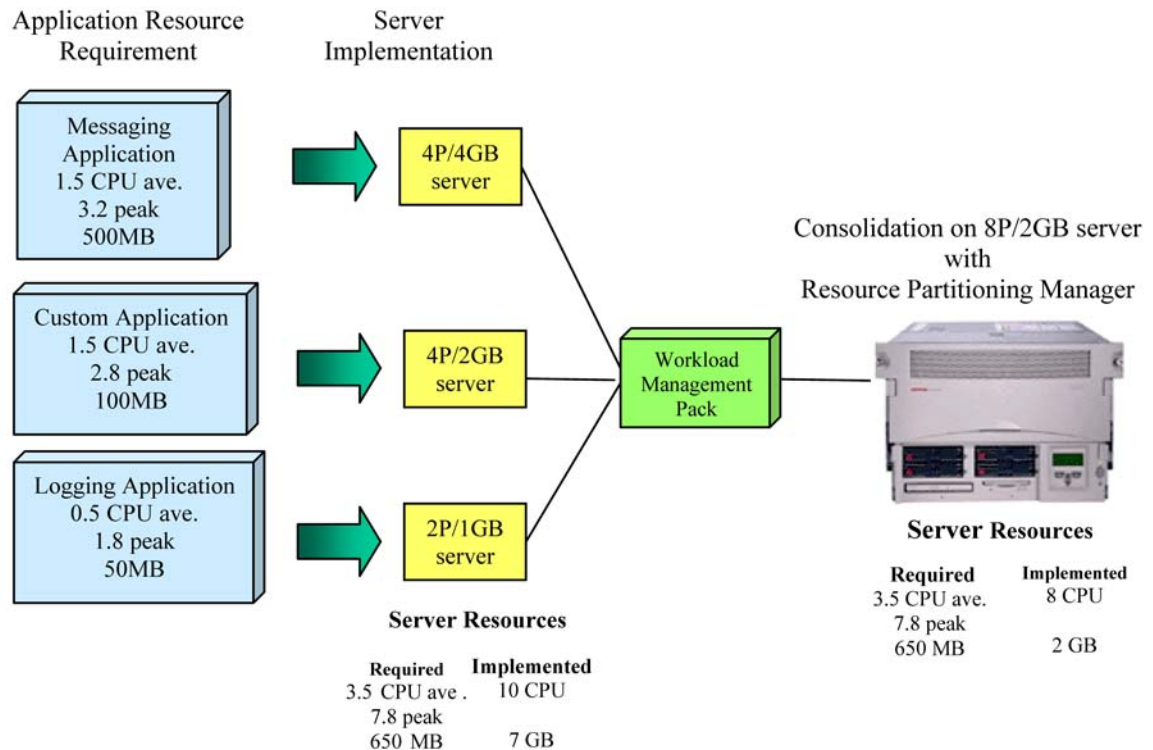 Application Resource
Requirement
Server
Implementation
Messaging
Application
1.5 CPU ave.
3.2 peak
500MB
4P/4GB
server
Custom Application
1.5 CPU ave.
2.8 peak
100MB
4P/2GB
server
Logging Application
0.5 CPU ave.
1.8 peak
50MB
2P/1GB
server
Workload
Management
Pack
Consolidation on 8P/2GB server
with
Resource Partitioning Manager
Server Resources
Required Implemented
3.5 CPU ave. 10 CPU
7.8 peak
650 MB 7 GB
Server Resources
Required Implemented
3.5 CPU ave. 8 CPU
7.8 peak
650 MB 2 GB